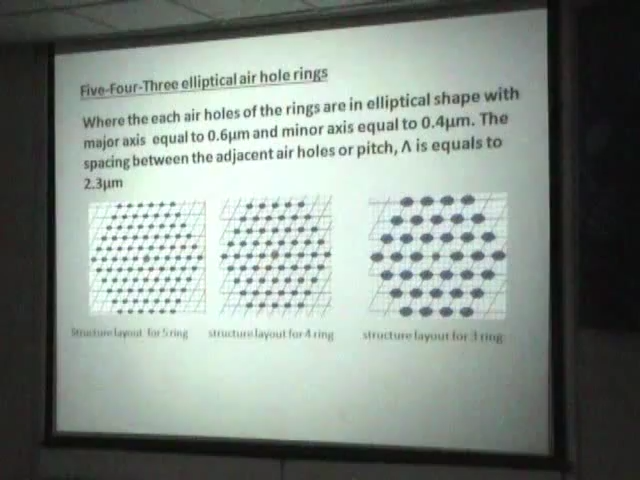 Five-Four-Three elliptical air hole rings
Where the each air holes of the rings are in elliptical shape with
major axis equal to 0.6μm and minor axis equal to 0.4μm. The
spacing between the adjacent air holes or pitch, Λ is equals to
2.3μm
Structure layout for 5 ring
structure layout for 4 ring
structure layout for 3 ring